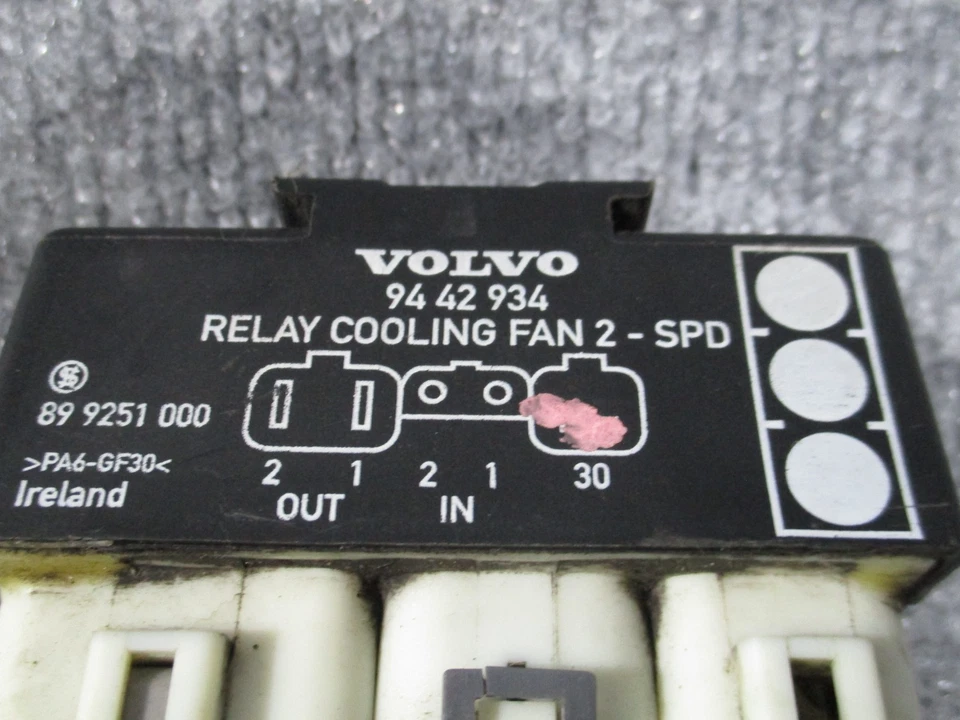 VOLVO
94 42 934
RELAY COOLING FAN 2 - SPD
89 9251 000
>PA6-GF30<
Ireland
2 1 2 1 30
OUT IN